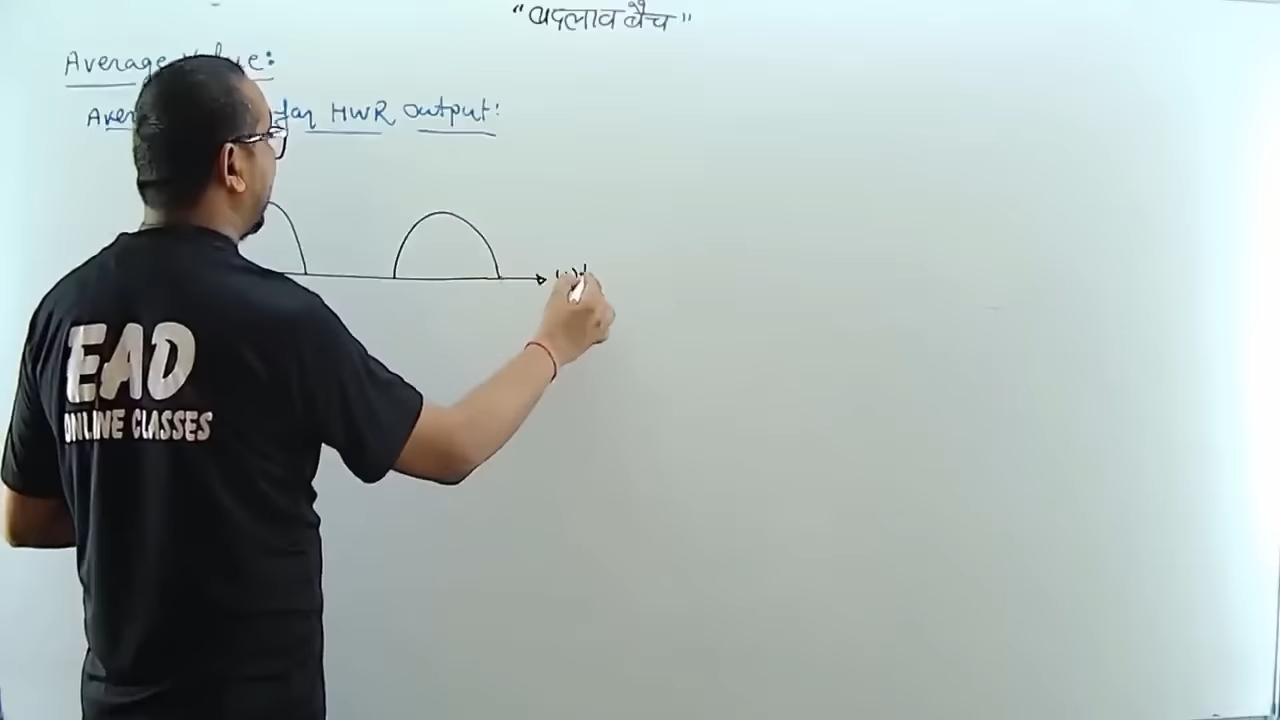 "बदलाव बैच"
Average
for HWR output:
EAD
ONLINE CLASSES